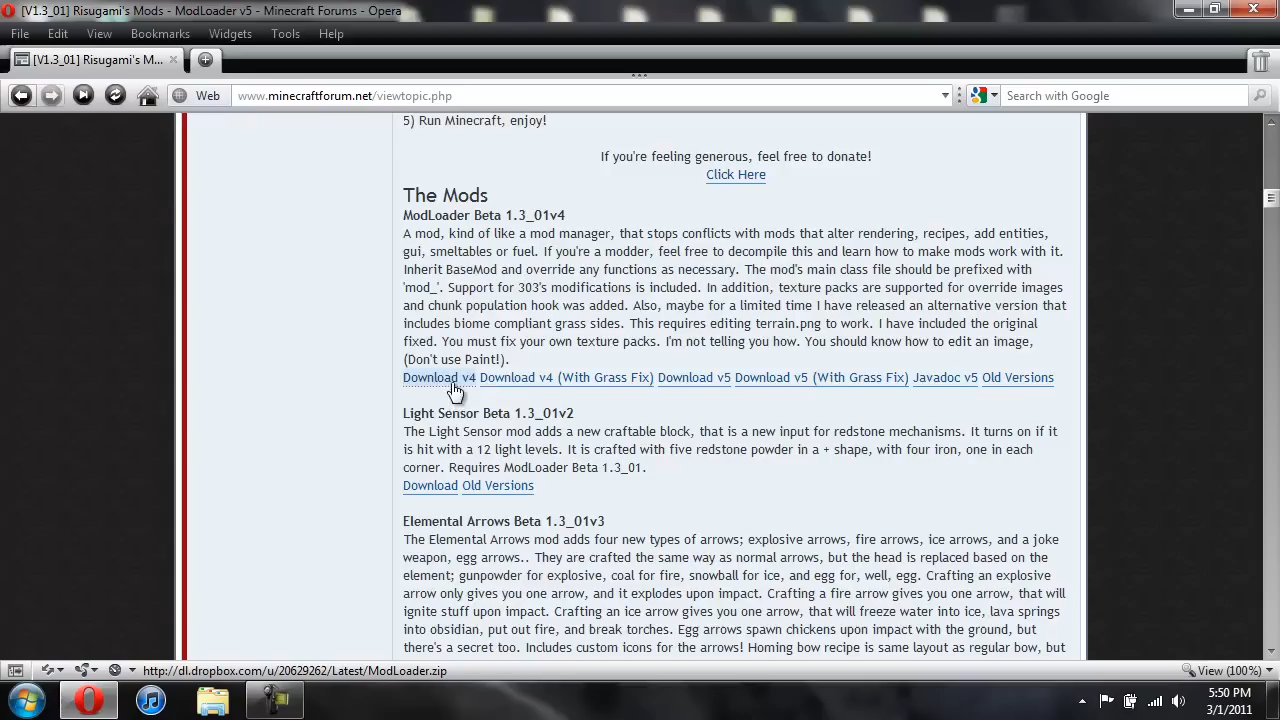 [V1.3_01] Risugami's Mods - ModLoader v5 - Minecraft Forums - Opera
File Edit View Bookmarks Widgets Tools Help
[V1.3_01] Risugami's M...
Web www.minecraftforum.net/viewtopic.php Search with Google
5) Run Minecraft, enjoy!
If you're feeling generous, feel free to donate!
Click Here
The Mods
ModLoader Beta 1.3_01v4
A mod, kind of like a mod manager, that stops conflicts with mods that alter rendering, recipes, add entities,
gui, smeltables or fuel. If you're a modder, feel free to decompile this and learn how to make mods work with it.
Inherit BaseMod and override any functions as necessary. The mod's main class file should be prefixed with
'mod_'. Support for 303's modifications is included. In addition, texture packs are supported for override images
and chunk population hook was added. Also, maybe for a limited time I have released an alternative version that
includes biome compliant grass sides. This requires editing terrain.png to work. I have included the original
fixed. You must fix your own texture packs. I'm not telling you how. You should know how to edit an image,
(Don't use Paint!).
Download v4 Download v4 (With Grass Fix) Download v5 Download v5 (With Grass Fix) Javadoc v5 Old Versions
Light Sensor Beta 1.3_01v2
The Light Sensor mod adds a new craftable block, that is a new input for redstone mechanisms. It turns on if it
is hit with a 12 light levels. It is crafted with five redstone powder in a + shape, with four iron, one in each
corner. Requires ModLoader Beta 1.3_01.
Download Old Versions
Elemental Arrows Beta 1.3_01v3
The Elemental Arrows mod adds four new types of arrows; explosive arrows, fire arrows, ice arrows, and a joke
weapon, egg arrows.. They are crafted the same way as normal arrows, but the head is replaced based on the
element; gunpowder for explosive, coal for fire, snowball for ice, and egg for, well, egg. Crafting an explosive
arrow only gives you one arrow, and it explodes upon impact. Crafting a fire arrow gives you one arrow, that will
ignite stuff upon impact. Crafting an ice arrow gives you one arrow, that will freeze water into ice, lava springs
into obsidian, put out fire, and break torches. Egg arrows spawn chickens upon impact with the ground, but
there's a secret too. Includes custom icons for the arrows! Homing bow recipe is same layout as regular bow, but
http://dl.dropbox.com/u/20629262/Latest/ModLoader.zip View (100%)
5:50 PM
3/1/2011